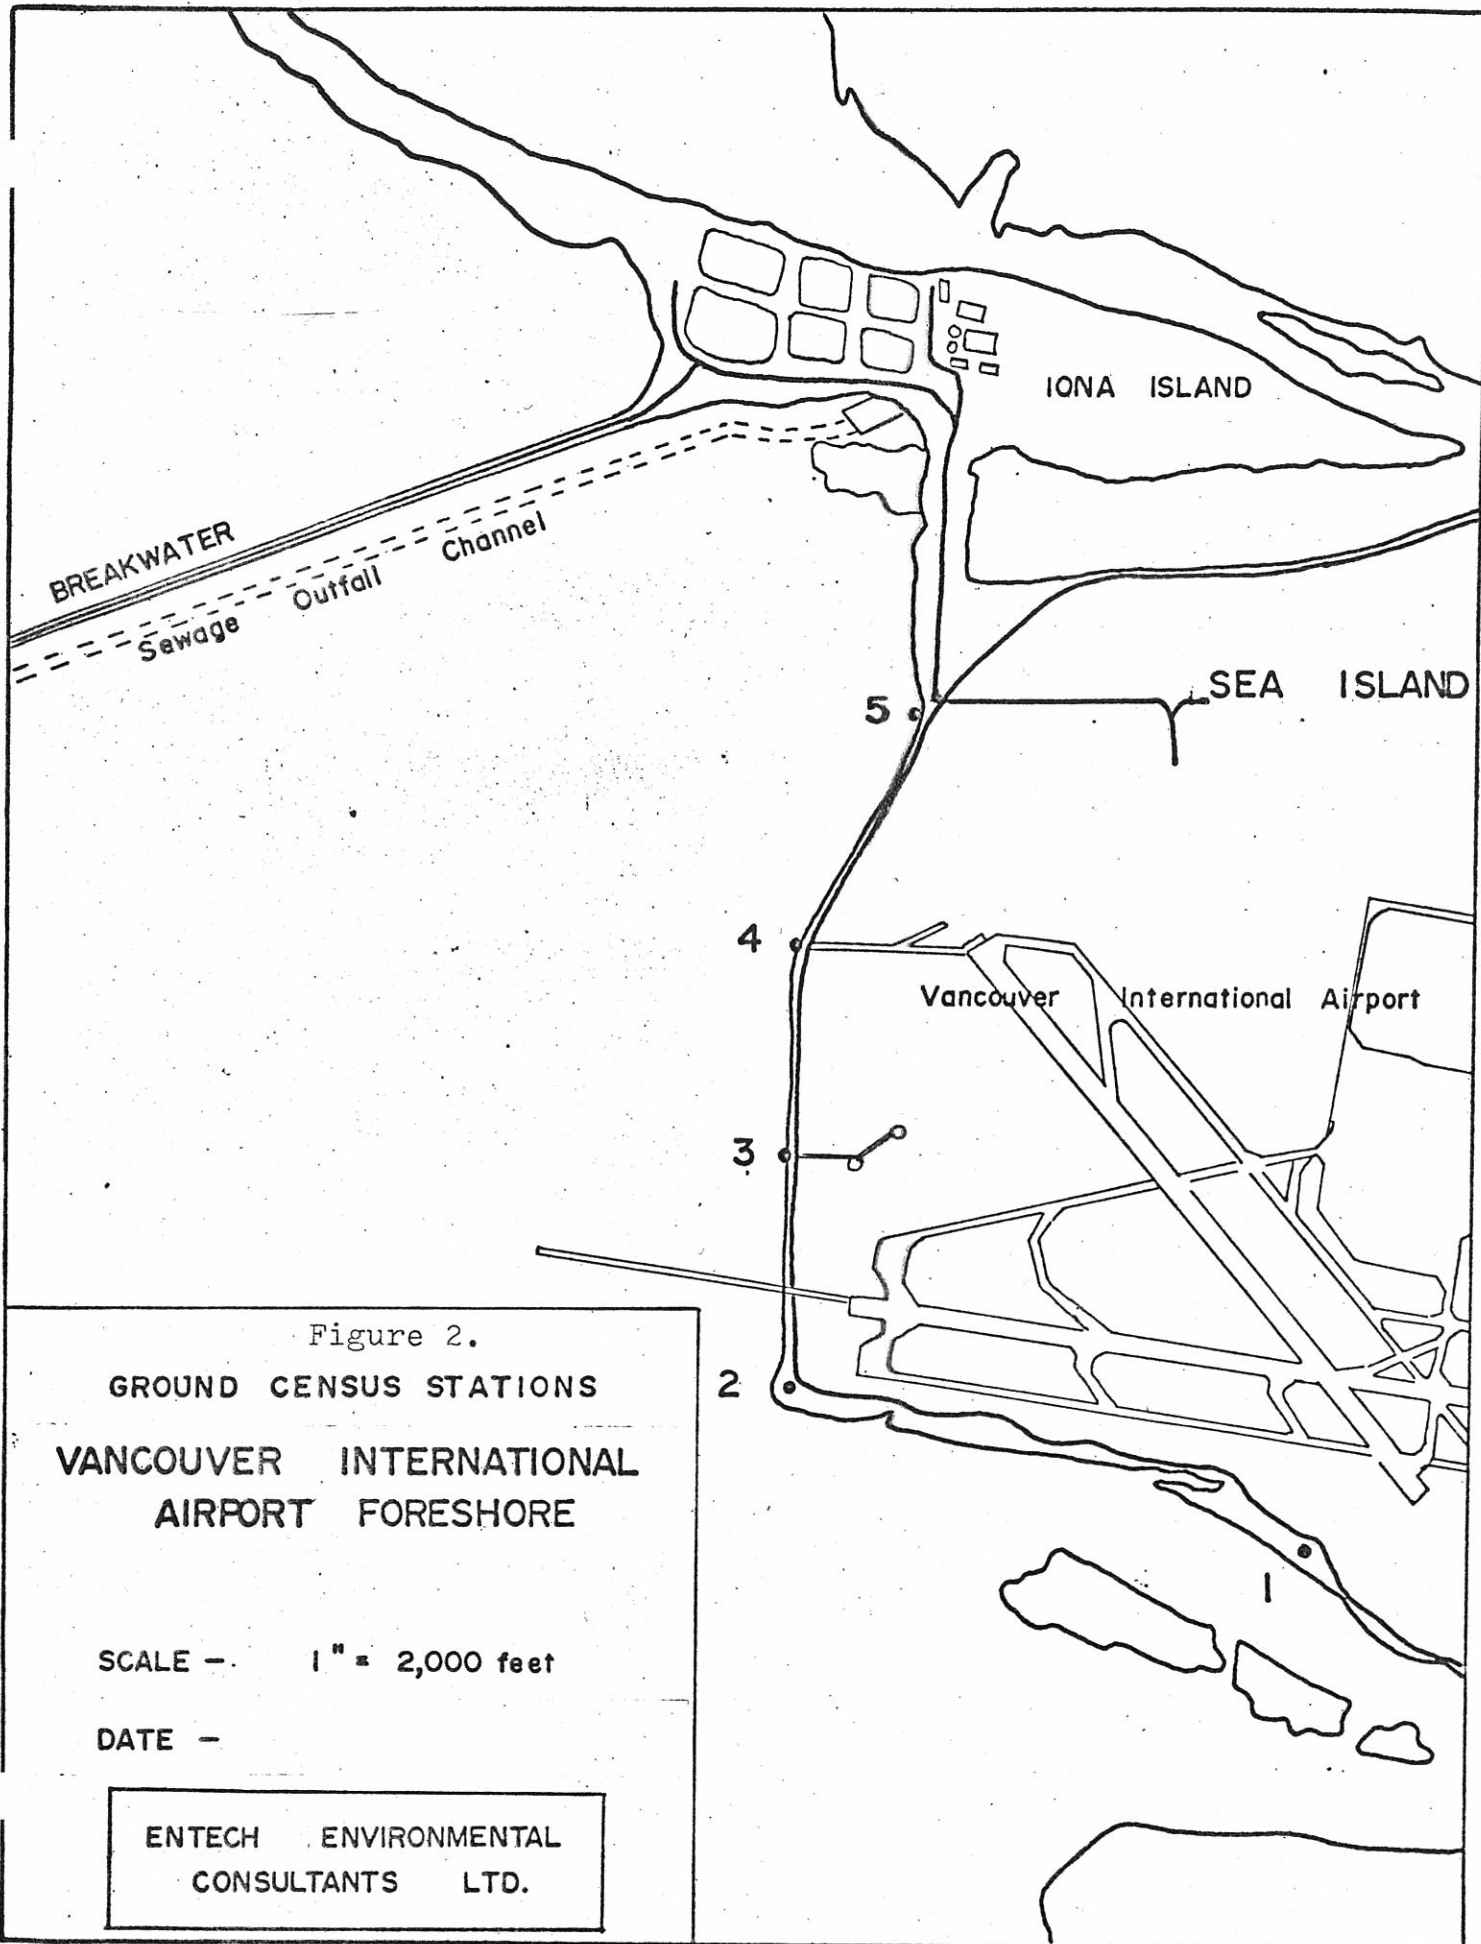 IONA ISLAND
BREAKWATER
Sewage Outfall Channel
SEA ISLAND
5
4
Vancouver International Airport
3
2
1
Figure 2.
GROUND CENSUS STATIONS
VANCOUVER INTERNATIONAL
AIRPORT FORESHORE
SCALE - 1" = 2,000 feet
DATE -
ENTECH ENVIRONMENTAL
CONSULTANTS LTD.